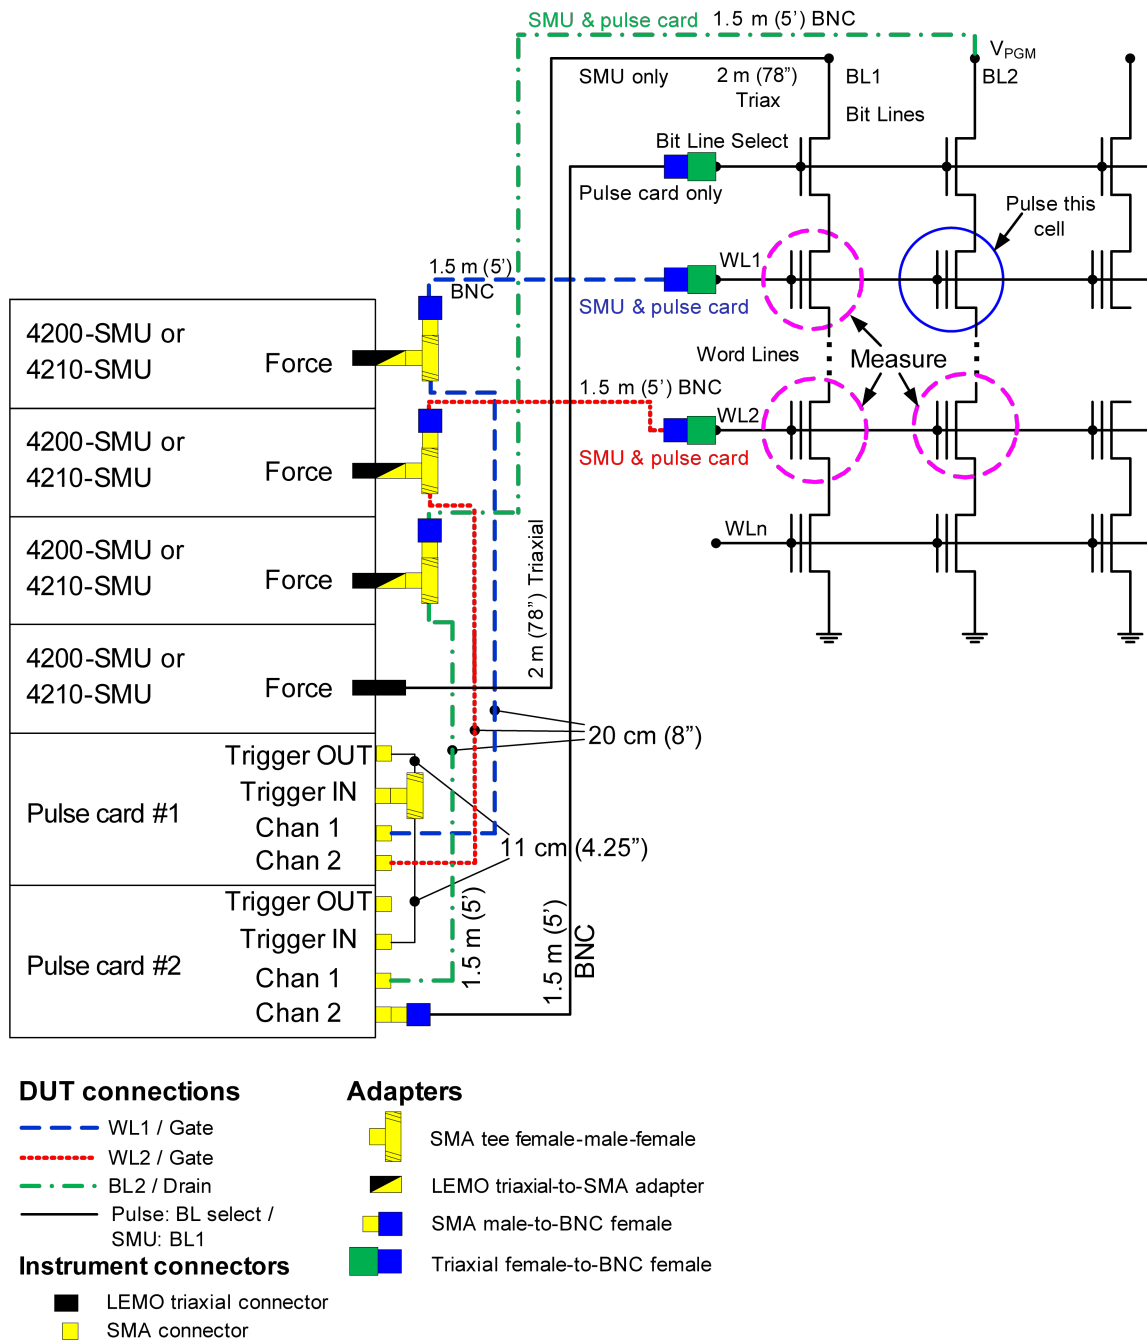 SMU & pulse card 1.5 m (5') BNC
VPGM
SMU only
2 m (78”)
Triax
BL1
BL2
Bit Lines
Bit Line Select
Pulse card only
Pulse this
cell
1.5 m (5')
BNC
WL1
SMU & pulse card
4200-SMU or
4210-SMU
Force
Word Lines
Measure
1.5 m (5') BNC
WL2
SMU & pulse card
4200-SMU or
4210-SMU
Force
WLn
4200-SMU or
4210-SMU
Force
2 m (78”) Triaxial
4200-SMU or
4210-SMU
Force
20 cm (8”)
Pulse card #1
Trigger OUT
Trigger IN
Chan 1
Chan 2
11 cm (4.25”)
Pulse card #2
Trigger OUT
Trigger IN
Chan 1
Chan 2
1.5 m (5')
1.5 m (5')
BNC
DUT connections
WL1 / Gate
WL2 / Gate
BL2 / Drain
Pulse: BL select /
SMU: BL1
Instrument connectors
LEMO triaxial connector
SMA connector
Adapters
SMA tee female-male-female
LEMO triaxial-to-SMA adapter
SMA male-to-BNC female
Triaxial female-to-BNC female